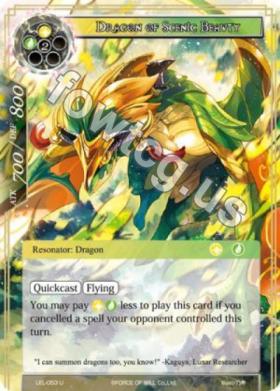 2
Dragon of Scenic Beauty
ATK 700 / DEF 800
fowtcg.us
Resonator: Dragon
Quickcast Flying
You may pay less to play this card if you
cancelled a spell your opponent controlled this
turn.
"I can summon dragons too, you know!" -Kaguya, Lunar Researcher
LEL-053 U
©FORCE OF WILL Co.,Ltd.